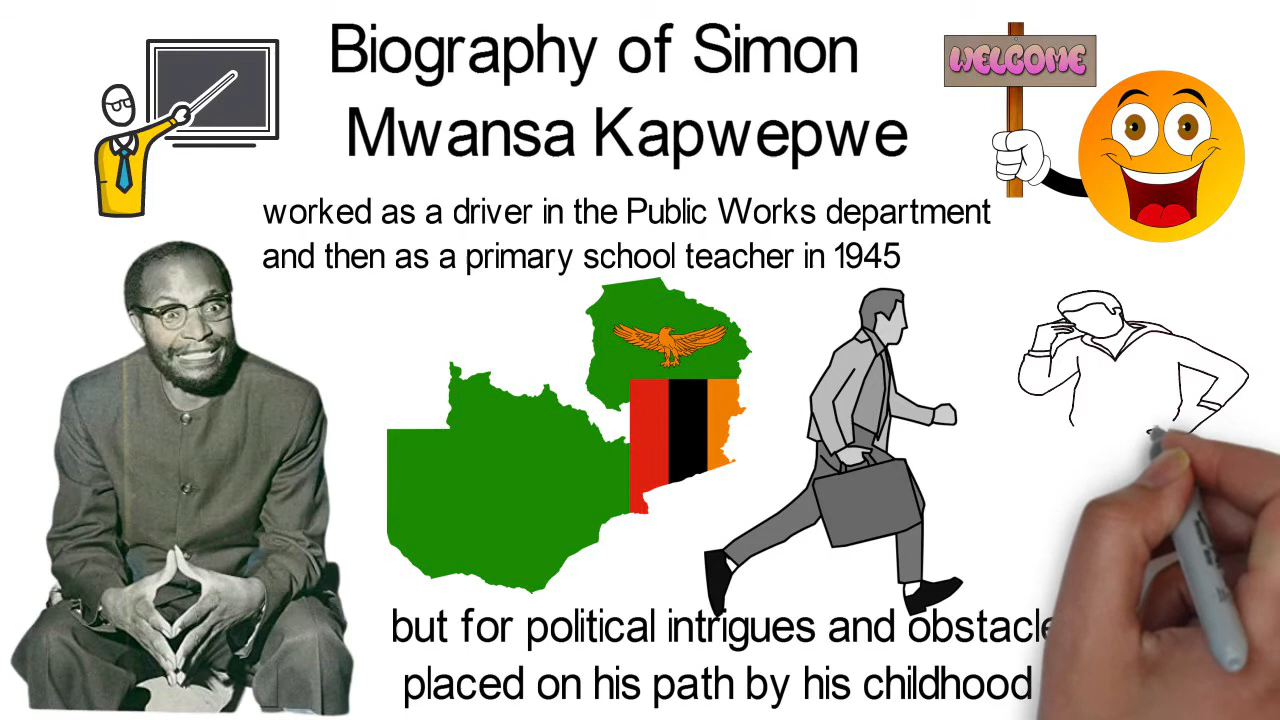 Biography of Simon
Mwansa Kapwepwe
WELCOME
worked as a driver in the Public Works department
and then as a primary school teacher in 1945
but for political intrigues and obstacle
placed on his path by his childhood